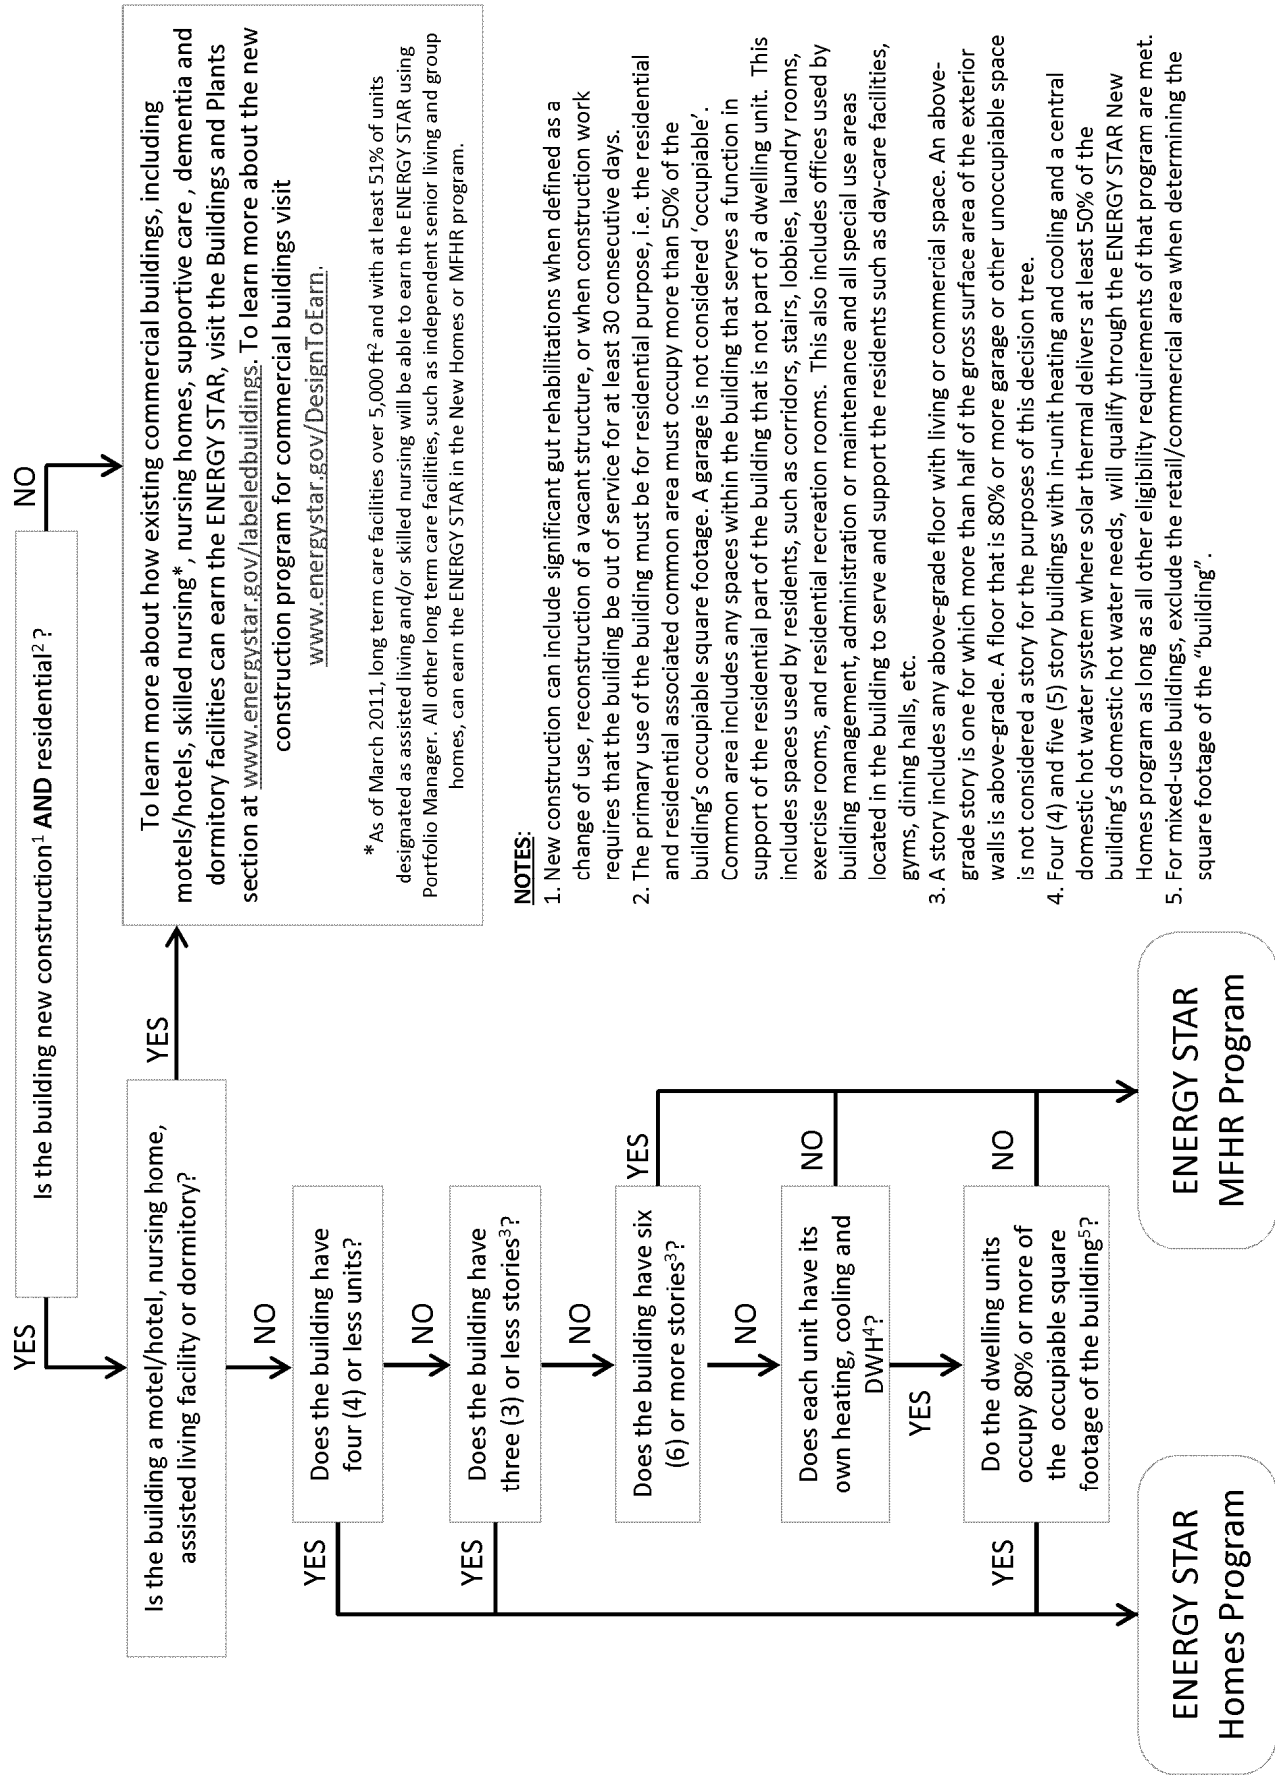 Is the building new construction¹ AND residential²?
YES
NO
Is the building a motel/hotel, nursing home,
assisted living facility or dormitory?
YES
To learn more about how existing commercial buildings, including
motels/hotels, skilled nursing*, nursing homes, supportive care , dementia and
dormitory facilities can earn the ENERGY STAR, visit the Buildings and Plants
section at www.energystar.gov/labeledbuildings. To learn more about the new
construction program for commercial buildings visit
www.energystar.gov/DesignToEarn.
*As of March 2011, long term care facilities over 5,000 ft² and with at least 51% of units
designated as assisted living and/or skilled nursing will be able to earn the ENERGY STAR using
Portfolio Manager. All other long term care facilities, such as independent senior living and group
homes, can earn the ENERGY STAR in the New Homes or MFHR program.
NO
Does the building have
four (4) or less units?
YES
NO
Does the building have
three (3) or less stories³?
YES
NO
Does the building have six
(6) or more stories³?
YES
NO
Does each unit have its
own heating, cooling and
DWH⁴?
NO
YES
Do the dwelling units
occupy 80% or more of
the occupiable square
footage of the building⁵?
YES
NO
ENERGY STAR
Homes Program
ENERGY STAR
MFHR Program
NOTES:
1. New construction can include significant gut rehabilitations when defined as a
change of use, reconstruction of a vacant structure, or when construction work
requires that the building be out of service for at least 30 consecutive days.
2. The primary use of the building must be for residential purpose, i.e. the residential
and residential associated common area must occupy more than 50% of the
building's occupiable square footage. A garage is not considered 'occupiable'.
Common area includes any spaces within the building that serves a function in
support of the residential part of the building that is not part of a dwelling unit. This
includes spaces used by residents, such as corridors, stairs, lobbies, laundry rooms,
exercise rooms, and residential recreation rooms. This also includes offices used by
building management, administration or maintenance and all special use areas
located in the building to serve and support the residents such as day-care facilities,
gyms, dining halls, etc.
3. A story includes any above-grade floor with living or commercial space. An above-
grade story is one for which more than half of the gross surface area of the exterior
walls is above-grade. A floor that is 80% or more garage or other unoccupiable space
is not considered a story for the purposes of this decision tree.
4. Four (4) and five (5) story buildings with in-unit heating and cooling and a central
domestic hot water system where solar thermal delivers at least 50% of the
building's domestic hot water needs, will qualify through the ENERGY STAR New
Homes program as long as all other eligibility requirements of that program are met.
5. For mixed-use buildings, exclude the retail/commercial area when determining the
square footage of the "building".